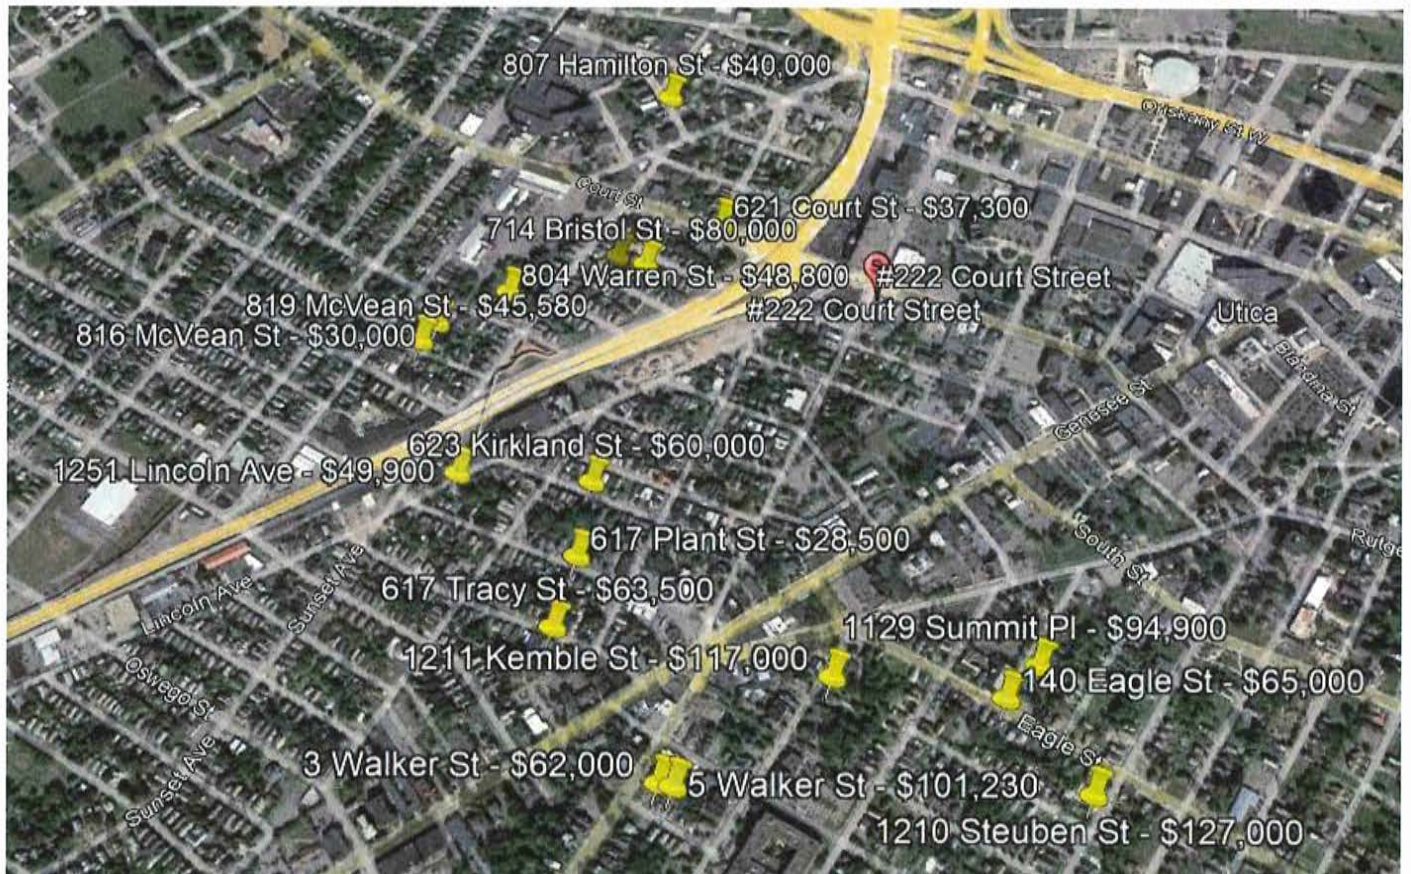 807 Hamilton St - $40,000
Oriskany St W
Court St
621 Court St - $37,300
714 Bristol St - $80,000
804 Warren St - $48,800
#222 Court Street
819 McVean St - $45,580
#222 Court Street
Utica
816 McVean St - $30,000
Blandina St
Genesee St
623 Kirkland St - $60,000
1251 Lincoln Ave - $49,900
617 Plant St - $28,500
South St
Rutge
Sunset Ave
617 Tracy St - $63,500
Lincoln Ave
1129 Summit Pl - $94,900
1211 Kemble St - $117,000
140 Eagle St - $65,000
Oswego St
Eagle St
3 Walker St - $62,000
Sunset Ave
5 Walker St - $101,230
1210 Steuben St - $127,000